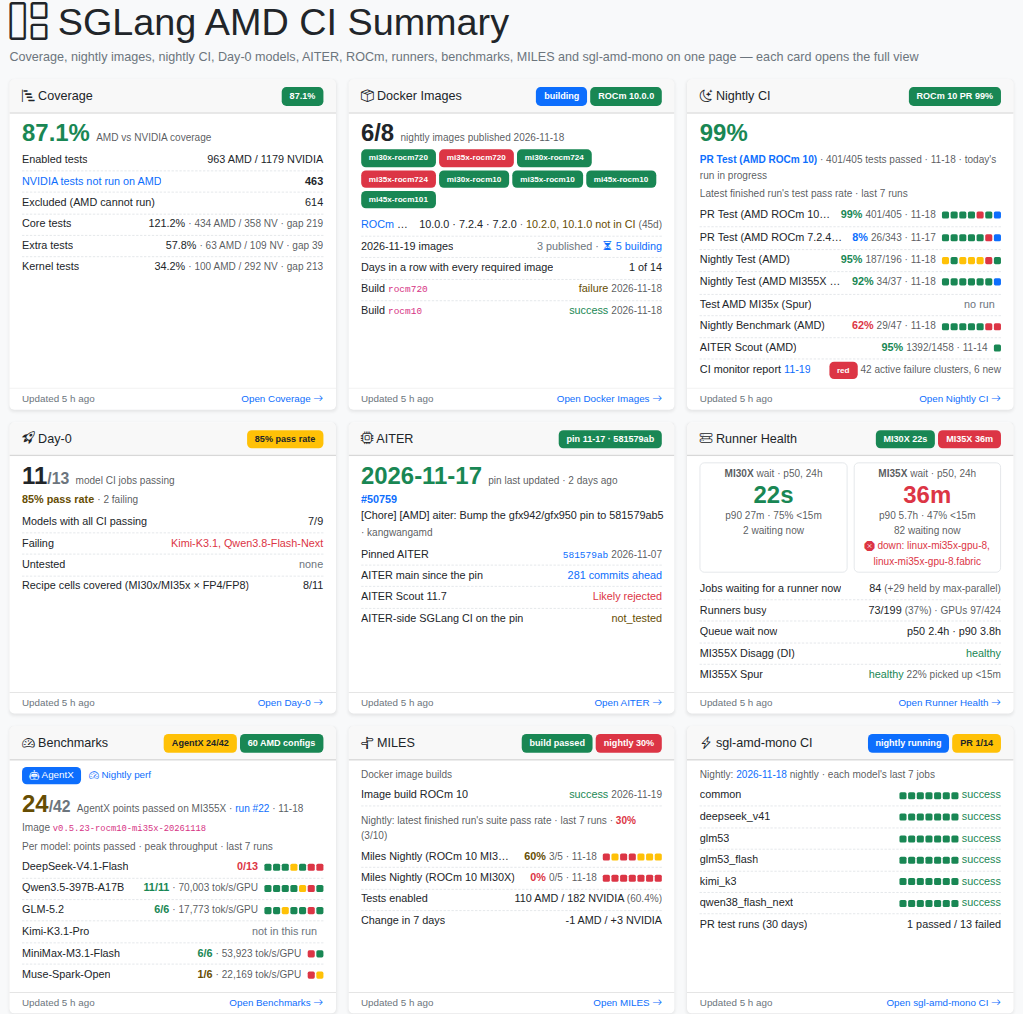 SGLang AMD CI Summary
Coverage, nightly images, nightly CI, Day-0 models, AITER, ROCm, runners, benchmarks, MILES and sgl-amd-mono on one page — each card opens the full view
Coverage 87.1%
87.1% AMD vs NVIDIA coverage
Enabled tests 963 AMD / 1179 NVIDIA
NVIDIA tests not run on AMD 463
Excluded (AMD cannot run) 614
Core tests 121.2% · 434 AMD / 358 NV · gap 219
Extra tests 57.8% · 63 AMD / 109 NV · gap 39
Kernel tests 34.2% · 100 AMD / 292 NV · gap 213
Updated 5 h ago Open Coverage →
Docker Images building ROCm 10.0.0
6/8 nightly images published 2026-11-18
mi30x-rocm720 mi35x-rocm720 mi30x-rocm724
mi35x-rocm724 mi30x-rocm10 mi35x-rocm10 mi45x-rocm10
mi45x-rocm101
ROCm ... 10.0.0 · 7.2.4 · 7.2.0 · 10.2.0, 10.1.0 not in CI (45d)
2026-11-19 images 3 published · 5 building
Days in a row with every required image 1 of 14
Build rocm720 failure 2026-11-18
Build rocm10 success 2026-11-18
Updated 5 h ago Open Docker Images →
Nightly CI ROCm 10 PR 99%
99%
PR Test (AMD ROCm 10) · 401/405 tests passed · 11-18 · today's
run in progress
Latest finished run's test pass rate · last 7 runs
PR Test (AMD ROCm 10... 99% 401/405 · 11-18
PR Test (AMD ROCm 7.2.4... 8% 26/343 · 11-17
Nightly Test (AMD) 95% 187/196 · 11-18
Nightly Test (AMD MI355X ... 92% 34/37 · 11-18
Test AMD MI35x (Spur) no run
Nightly Benchmark (AMD) 62% 29/47 · 11-18
AITER Scout (AMD) 95% 1392/1458 · 11-14
CI monitor report 11-19 red 42 active failure clusters, 6 new
Updated 5 h ago Open Nightly CI →
Day-0 85% pass rate
11/13 model CI jobs passing
85% pass rate · 2 failing
Models with all CI passing 7/9
Failing Kimi-K3.1, Qwen3.8-Flash-Next
Untested none
Recipe cells covered (MI30x/MI35x × FP4/FP8) 8/11
Updated 5 h ago Open Day-0 →
AITER pin 11-17 · 581579ab
2026-11-17 pin last updated · 2 days ago
#50759
[Chore] [AMD] aiter: Bump the gfx942/gfx950 pin to 581579ab5
· kangwangamd
Pinned AITER 581579ab 2026-11-07
AITER main since the pin 281 commits ahead
AITER Scout 11.7 Likely rejected
AITER-side SGLang CI on the pin not_tested
Updated 5 h ago Open AITER →
Runner Health MI30X 22s MI35X 36m
MI30X wait · p50, 24h
22s
p90 27m · 75% <15m
2 waiting now
MI35X wait · p50, 24h
36m
p90 5.7h · 47% <15m
82 waiting now
down: linux-mi35x-gpu-8,
linux-mi35x-gpu-8.fabric
Jobs waiting for a runner now 84 (+29 held by max-parallel)
Runners busy 73/199 (37%) · GPUs 97/424
Queue wait now p50 2.4h · p90 3.8h
MI355X Disagg (DI) healthy
MI355X Spur healthy 22% picked up <15m
Updated 5 h ago Open Runner Health →
Benchmarks AgentX 24/42 60 AMD configs
AgentX Nightly perf
24/42 AgentX points passed on MI355X · run #22 · 11-18
Image v0.5.23-rocm10-mi35x-20261118
Per model: points passed · peak throughput · last 7 runs
DeepSeek-V4.1-Flash 0/13
Qwen3.5-397B-A17B 11/11 · 70,003 tok/s/GPU
GLM-5.2 6/6 · 17,773 tok/s/GPU
Kimi-K3.1-Pro not in this run
MiniMax-M3.1-Flash 6/6 · 53,923 tok/s/GPU
Muse-Spark-Open 1/6 · 22,169 tok/s/GPU
Updated 5 h ago Open Benchmarks →
MILES build passed nightly 30%
Docker image builds
Image build ROCm 10 success 2026-11-19
Nightly: latest finished run's suite pass rate · last 7 runs · 30%
(3/10)
Miles Nightly (ROCm 10 MI3... 60% 3/5 · 11-18
Miles Nightly (ROCm 10 MI30X) 0% 0/5 · 11-18
Tests enabled 110 AMD / 182 NVIDIA (60.4%)
Change in 7 days -1 AMD / +3 NVIDIA
Updated 5 h ago Open MILES →
sgl-amd-mono CI nightly running PR 1/14
Nightly: 2026-11-18 nightly · each model's last 7 jobs
common success
deepseek_v41 success
glm53 success
glm53_flash success
kimi_k3 success
qwen38_flash_next success
PR test runs (30 days) 1 passed / 13 failed
Updated 5 h ago Open sgl-amd-mono CI →